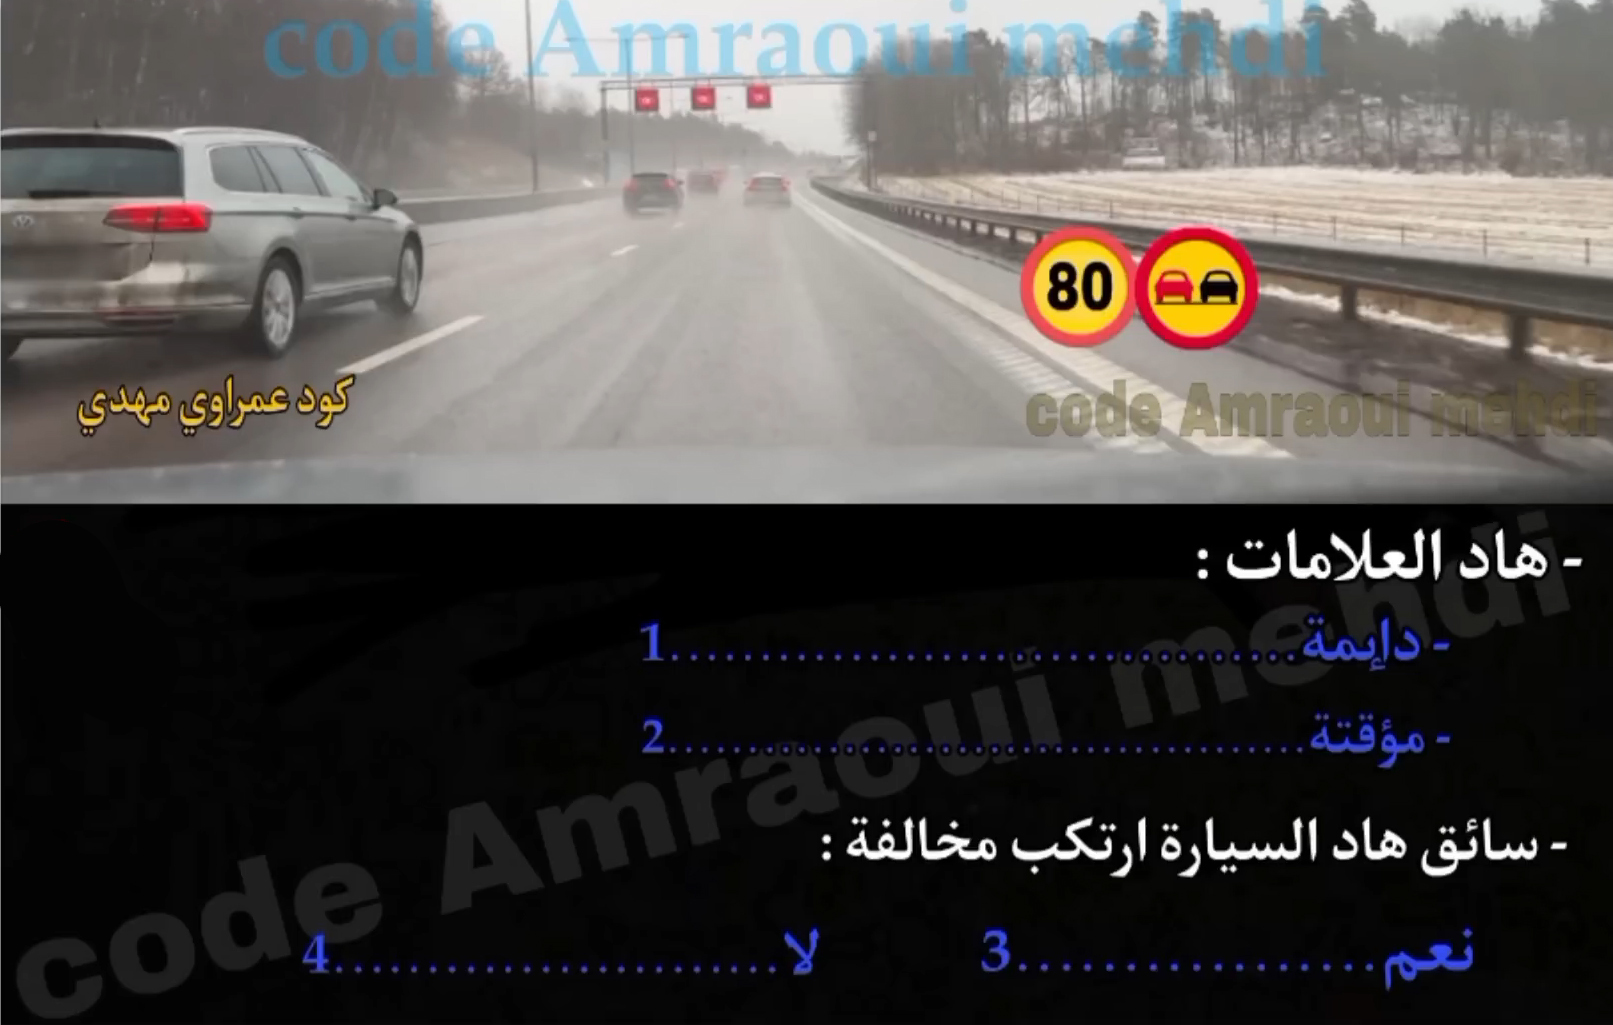 code Amraoui mehdi
80
كود عمراوي مهدي
code Amraoui mehdi
- هاد العلامات :
- دإيمة......................................1
- مؤقتة......................................2
- سائق هاد السيارة ارتكب مخالفة :
نعم....................3 لا........................4
code Amraoui mehdi